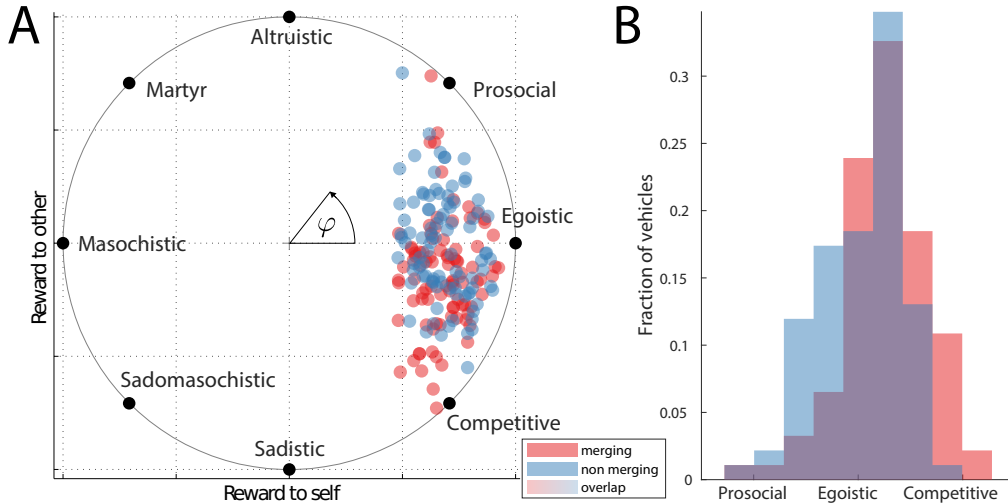 A
Altruistic
Martyr
Prosocial
φ
Egoistic
Masochistic
Reward to other
Sadomasochistic
Competitive
Sadistic
Reward to self
merging
non merging
overlap
B
0.3
0.25
0.2
0.15
0.1
0.05
0
Fraction of vehicles
Prosocial
Egoistic
Competitive